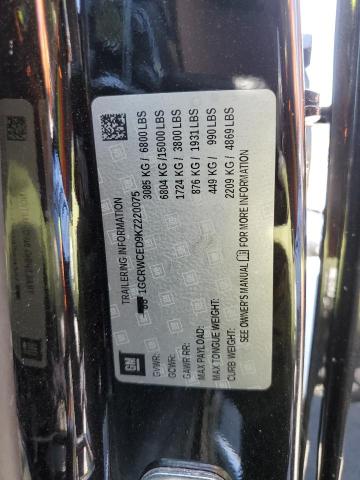 GM
TRAILERING INFORMATION
1GCRWCED9KZ220075
GVWR: 3085 KG / 6800 LBS
GCWR: 6804 KG / 15000 LBS
GAWR RR: 1724 KG / 3800 LBS
MAX PAYLOAD: 876 KG / 1931 LBS
MAX TONGUE WEIGHT: 449 KG / 990 LBS
CURB WEIGHT: 2209 KG / 4869 LBS
SEE OWNER'S MANUAL FOR MORE INFORMATION